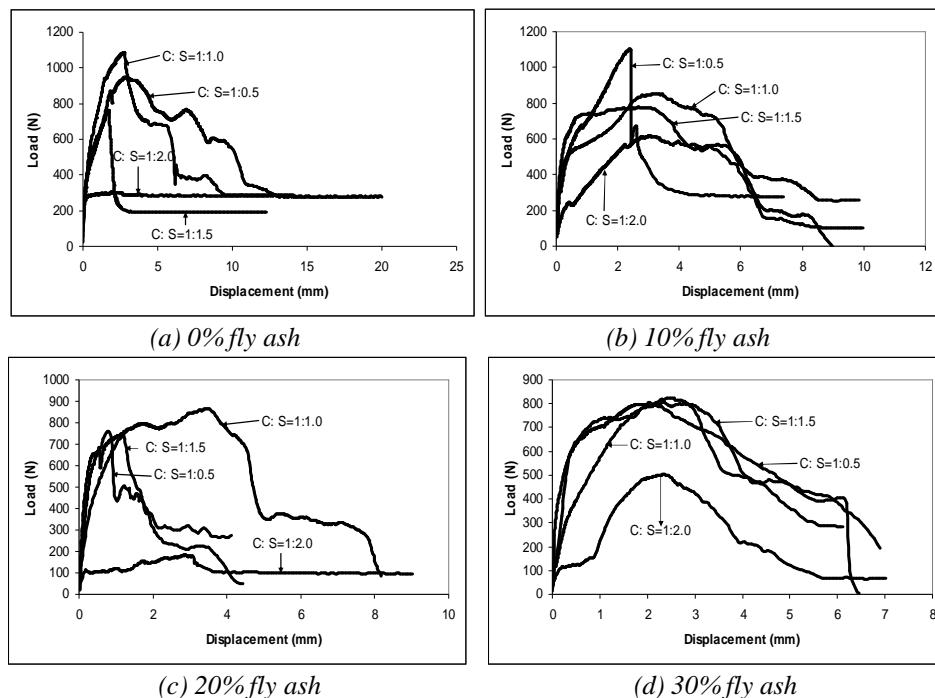 1200
1000
800
600
400
200
0
Load (N)
C: S=1:1.0
C: S=1:0.5
C: S=1:2.0
C: S=1:1.5
0 5 10 15 20 25
Displacement (mm)
(a) 0% fly ash
1200
1000
800
600
400
200
0
Load (N)
C: S=1:0.5
C: S=1:1.0
C: S=1:1.5
C: S=1:2.0
0 2 4 6 8 10 12
Displacement (mm)
(b) 10% fly ash
1000
900
800
700
600
500
400
300
200
100
0
Load (N)
C: S=1:1.0
C: S=1:1.5
C: S=1:0.5
C: S=1:2.0
0 2 4 6 8 10
Displacement (mm)
(c) 20% fly ash
900
800
700
600
500
400
300
200
100
0
Load (N)
C: S=1:1.5
C: S=1:1.0
C: S=1:0.5
C: S=1:2.0
0 1 2 3 4 5 6 7 8
Displacement (mm)
(d) 30% fly ash